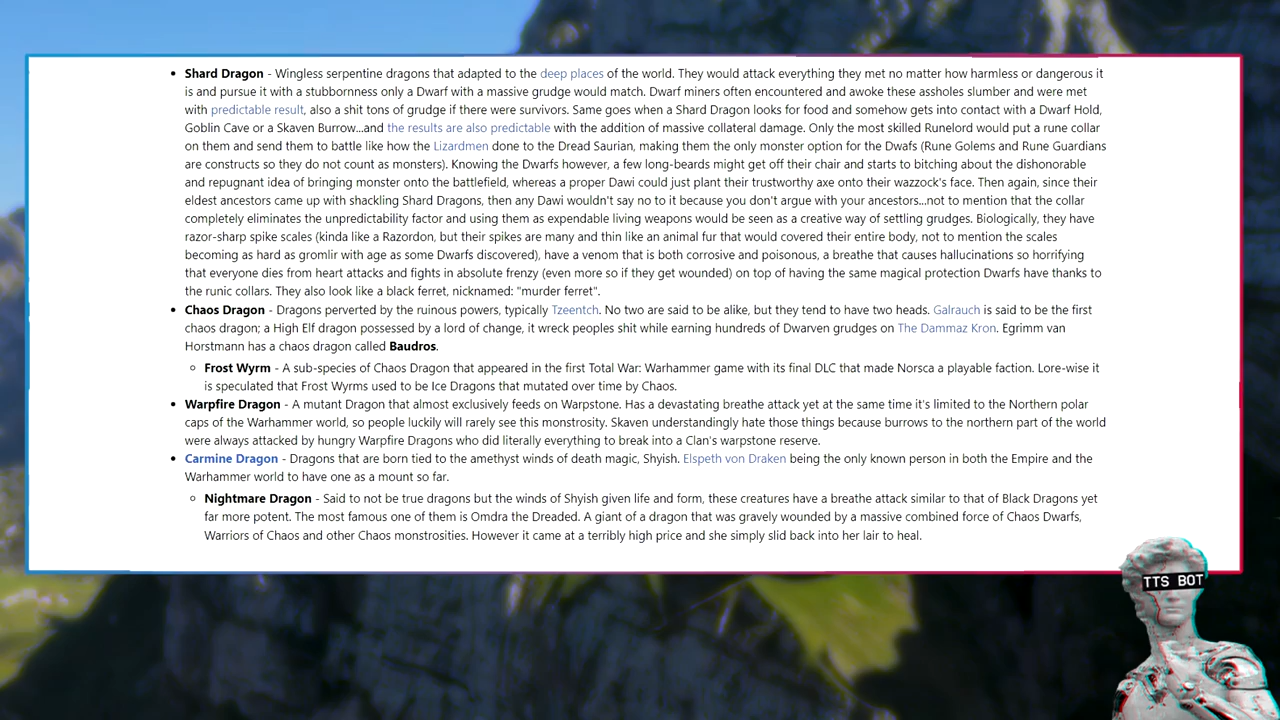 Shard Dragon - Wingless serpentine dragons that adapted to the deep places of the world. They would attack everything they met no matter how harmless or dangerous it
is and pursue it with a stubbornness only a Dwarf with a massive grudge would match. Dwarf miners often encountered and awoke these assholes slumber and were met
with predictable result, also a shit tons of grudge if there were survivors. Same goes when a Shard Dragon looks for food and somehow gets into contact with a Dwarf Hold,
Goblin Cave or a Skaven Burrow...and the results are also predictable with the addition of massive collateral damage. Only the most skilled Runelord would put a rune collar
on them and send them to battle like how the Lizardmen done to the Dread Saurian, making them the only monster option for the Dwafs (Rune Golems and Rune Guardians
are constructs so they do not count as monsters). Knowing the Dwarfs however, a few long-beards might get off their chair and starts to bitching about the dishonorable
and repugnant idea of bringing monster onto the battlefield, whereas a proper Dawi could just plant their trustworthy axe onto their wazzock's face. Then again, since their
eldest ancestors came up with shackling Shard Dragons, then any Dawi wouldn't say no to it because you don't argue with your ancestors...not to mention that the collar
completely eliminates the unpredictability factor and using them as expendable living weapons would be seen as a creative way of settling grudges. Biologically, they have
razor-sharp spike scales (kinda like a Razordon, but their spikes are many and thin like an animal fur that would covered their entire body, not to mention the scales
becoming as hard as gromlir with age as some Dwarfs discovered), have a venom that is both corrosive and poisonous, a breathe that causes hallucinations so horrifying
that everyone dies from heart attacks and fights in absolute frenzy (even more so if they get wounded) on top of having the same magical protection Dwarfs have thanks to
the runic collars. They also look like a black ferret, nicknamed: "murder ferret".
Chaos Dragon - Dragons perverted by the ruinous powers, typically Tzeentch. No two are said to be alike, but they tend to have two heads. Galrauch is said to be the first
chaos dragon; a High Elf dragon possessed by a lord of change, it wreck peoples shit while earning hundreds of Dwarven grudges on The Dammaz Kron. Egrimm van
Horstmann has a chaos dragon called Baudros.
Frost Wyrm - A sub-species of Chaos Dragon that appeared in the first Total War: Warhammer game with its final DLC that made Norsca a playable faction. Lore-wise it
is speculated that Frost Wyrms used to be Ice Dragons that mutated over time by Chaos.
Warpfire Dragon - A mutant Dragon that almost exclusively feeds on Warpstone. Has a devastating breathe attack yet at the same time it's limited to the Northern polar
caps of the Warhammer world, so people luckily will rarely see this monstrosity. Skaven understandingly hate those things because burrows to the northern part of the world
were always attacked by hungry Warpfire Dragons who did literally everything to break into a Clan's warpstone reserve.
Carmine Dragon - Dragons that are born tied to the amethyst winds of death magic, Shyish. Elspeth von Draken being the only known person in both the Empire and the
Warhammer world to have one as a mount so far.
Nightmare Dragon - Said to not be true dragons but the winds of Shyish given life and form, these creatures have a breathe attack similar to that of Black Dragons yet
far more potent. The most famous one of them is Omdra the Dreaded. A giant of a dragon that was gravely wounded by a massive combined force of Chaos Dwarfs,
Warriors of Chaos and other Chaos monstrosities. However it came at a terribly high price and she simply slid back into her lair to heal.
TTS BOT